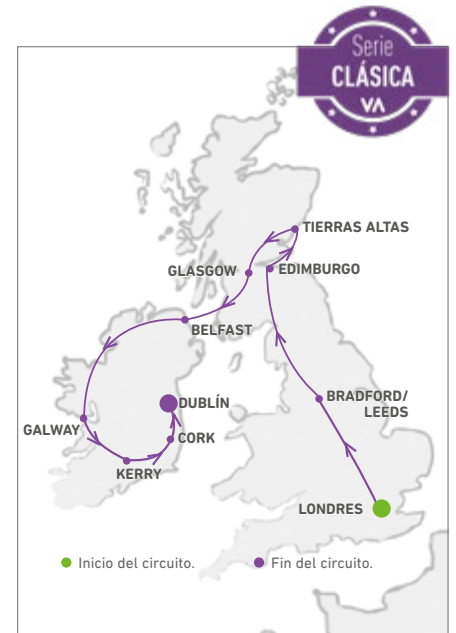 Serie
CLÁSICA
VA
TIERRAS ALTAS
GLASGOW
EDIMBURGO
BELFAST
BRADFORD/
LEEDS
DUBLÍN
GALWAY
CORK
KERRY
LONDRES
Inicio del circuito.
Fin del circuito.